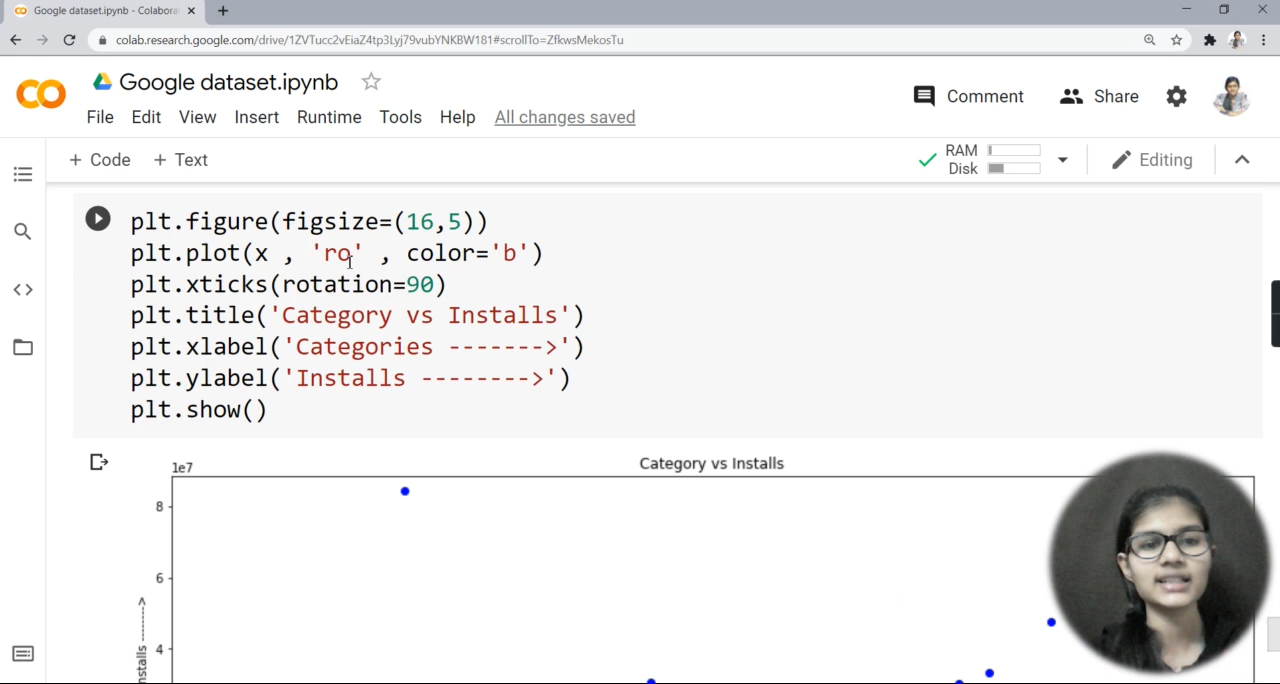 Google dataset.ipynb - Colabora
colab.research.google.com/drive/1ZVTucc2vEiaZ4tp3Lyj79vubYNKBW181#scrollTo=ZfkwsMekosTu
Google dataset.ipynb
Comment
Share
File Edit View Insert Runtime Tools Help All changes saved
+ Code + Text
RAM
Disk
Editing
plt.figure(figsize=(16,5))
plt.plot(x , 'ro' , color='b')
plt.xticks(rotation=90)
plt.title('Category vs Installs')
plt.xlabel('Categories ------->')
plt.ylabel('Installs -------->')
plt.show()
Category vs Installs
1e7
8
6
4
nstalls -------->